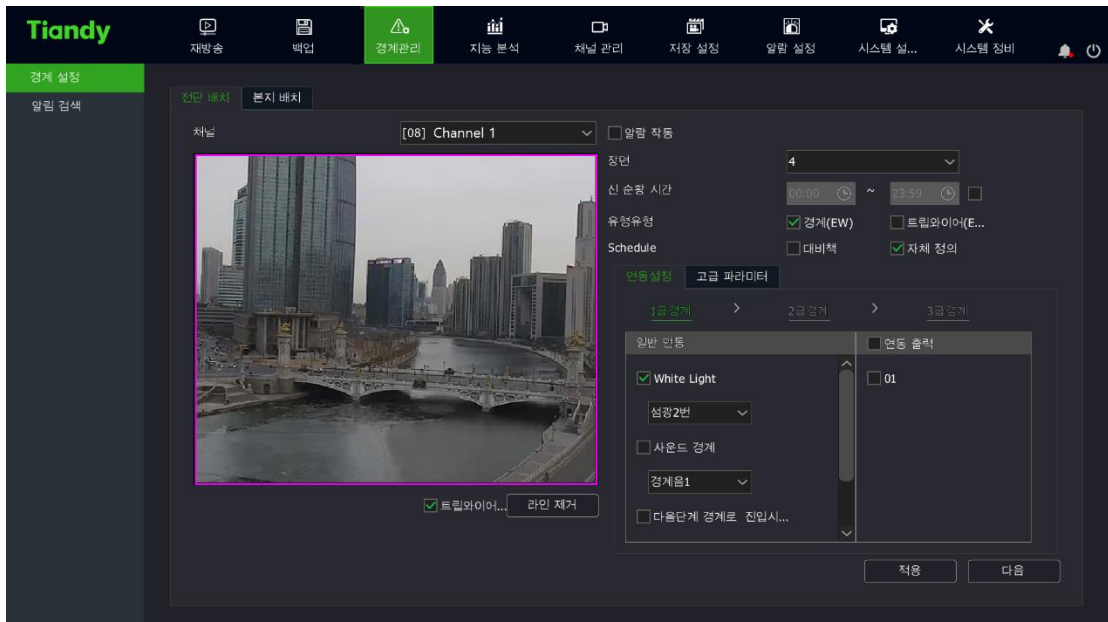 Tiandy
재방송 백업 경계관리 지능 분석 채널 관리 저장 설정 알람 설정 시스템 설... 시스템 정비
경계 설정
알림 검색
전단 배치 본지 배치
채널 [08] Channel 1 알람 작동
장면 4
신 순황 시간 00:00 ~ 23:59
유형유형 경계(EW) 트립와이어(E...
Schedule 대비책 자체 정의
연동설정 고급 파라미터
1급경계 > 2급경계 > 3급경계
일반 연동 연동 출력
White Light 01
섬광2번
사운드 경계
경계음1
다음단계 경계로 진입시...
트립와이어... 라인 제거
적용 다음